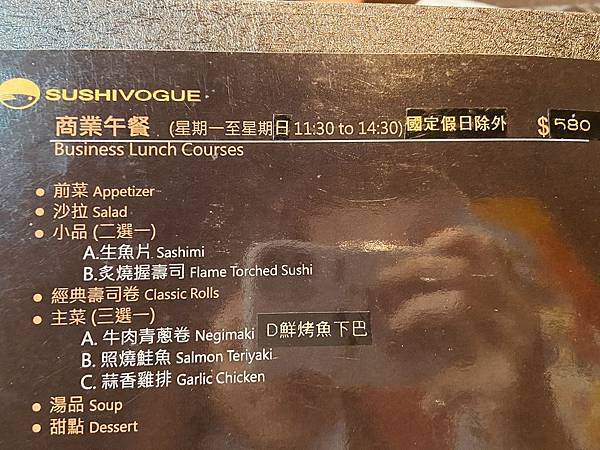 SUSHIVOGUE
商業午餐 (星期一至星期日 11:30 to 14:30) 國定假日除外 $580
Business Lunch Courses
• 前菜 Appetizer
• 沙拉 Salad
• 小品 (二選一)
A.生魚片 Sashimi
B.炙燒握壽司 Flame Torched Sushi
• 經典壽司卷 Classic Rolls
• 主菜 (三選一)
A. 牛肉青蔥卷 Negimaki D鮮烤魚下巴
B. 照燒鮭魚 Salmon Teriyaki
C. 蒜香雞排 Garlic Chicken
• 湯品 Soup
• 甜點 Dessert